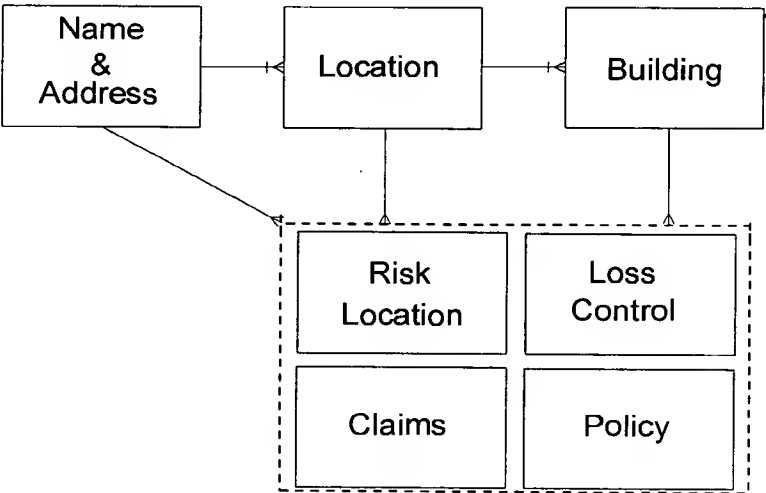 Name
&
Address
Location
Building
Risk
Location
Loss
Control
Claims
Policy